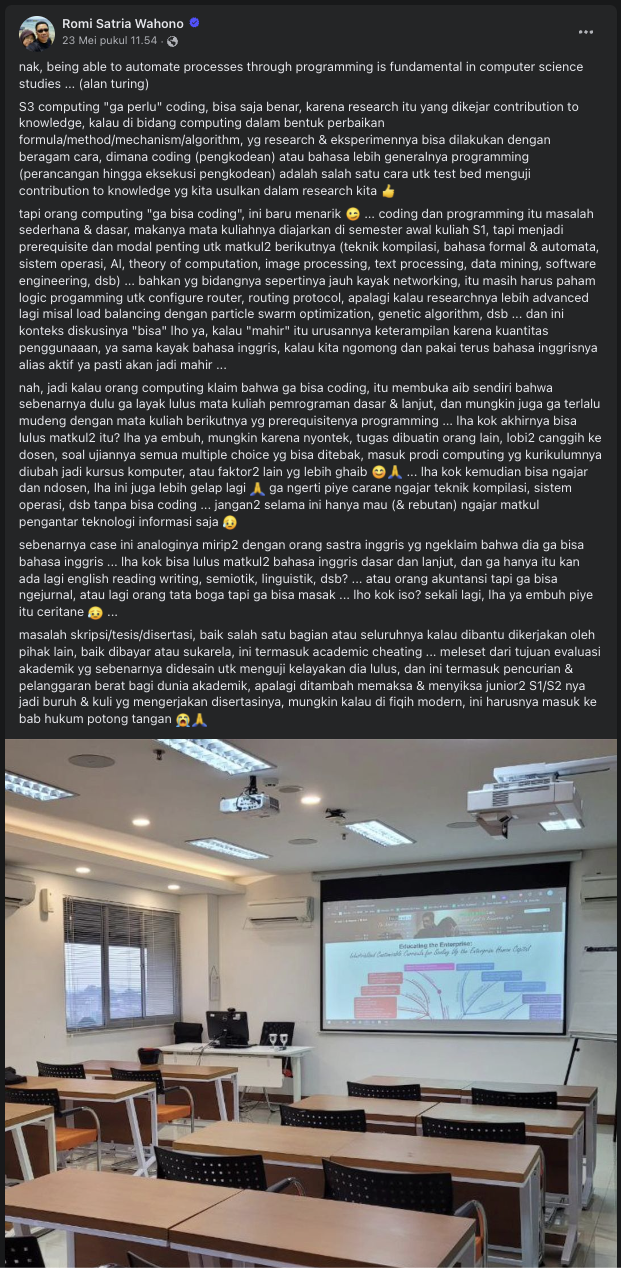 Romi Satria Wahono
23 Mei pukul 11.54 ·
nak, being able to automate processes through programming is fundamental in computer science
studies ... (alan turing)
S3 computing "ga perlu" coding, bisa saja benar, karena research itu yang dikejar contribution to
knowledge, kalau di bidang computing dalam bentuk perbaikan
formula/method/mechanism/algorithm, yg research & eksperimennya bisa dilakukan dengan
beragam cara, dimana coding (pengkodean) atau bahasa lebih generalnya programming
(perancangan hingga eksekusi pengkodean) adalah salah satu cara utk test bed menguji
contribution to knowledge yg kita usulkan dalam research kita 👍
tapi orang computing "ga bisa coding", ini baru menarik 😉 ... coding dan programming itu masalah
sederhana & dasar, makanya mata kuliahnya diajarkan di semester awal kuliah S1, tapi menjadi
prerequisite dan modal penting utk matkul2 berikutnya (teknik kompilasi, bahasa formal & automata,
sistem operasi, AI, theory of computation, image processing, text processing, data mining, software
engineering, dsb) ... bahkan yg bidangnya sepertinya jauh kayak networking, itu masih harus paham
logic progamming utk configure router, routing protocol, apalagi kalau researchnya lebih advanced
lagi misal load balancing dengan particle swarm optimization, genetic algorithm, dsb ... dan ini
konteks diskusinya "bisa" lho ya, kalau "mahir" itu urusannya keterampilan karena kuantitas
penggunaaan, ya sama kayak bahasa inggris, kalau kita ngomong dan pakai terus bahasa inggrisnya
alias aktif ya pasti akan jadi mahir ...
nah, jadi kalau orang computing klaim bahwa ga bisa coding, itu membuka aib sendiri bahwa
sebenarnya dulu ga layak lulus mata kuliah pemrograman dasar & lanjut, dan mungkin juga ga terlalu
mudeng dengan mata kuliah berikutnya yg prerequisitenya programming ... lha kok akhirnya bisa
lulus matkul2 itu? lha ya embuh, mungkin karena nyontek, tugas dibuatin orang lain, lobi2 canggih ke
dosen, soal ujiannya semua multiple choice yg bisa ditebak, masuk prodi computing yg kurikulumnya
diubah jadi kursus komputer, atau faktor2 lain yg lebih ghaib 😅🙏 ... lha kok kemudian bisa ngajar
dan ndosen, lha ini juga lebih gelap lagi 🙏 ga ngerti piye carane ngajar teknik kompilasi, sistem
operasi, dsb tanpa bisa coding ... jangan2 selama ini hanya mau (& rebutan) ngajar matkul
pengantar teknologi informasi saja 😥
sebenarnya case ini analoginya mirip2 dengan orang sastra inggris yg ngeklaim bahwa dia ga bisa
bahasa inggris ... lha kok bisa lulus matkul2 bahasa inggris dasar dan lanjut, dan ga hanya itu kan
ada lagi english reading writing, semiotik, linguistik, dsb? ... atau orang akuntansi tapi ga bisa
ngejurnal, atau lagi orang tata boga tapi ga bisa masak ... lho kok iso? sekali lagi, lha ya embuh piye
itu ceritane 😥 ...
masalah skripsi/tesis/disertasi, baik salah satu bagian atau seluruhnya kalau dibantu dikerjakan oleh
pihak lain, baik dibayar atau sukarela, ini termasuk academic cheating ... meleset dari tujuan evaluasi
akademik yg sebenarnya didesain utk menguji kelayakan dia lulus, dan ini termasuk pencurian &
pelanggaran berat bagi dunia akademik, apalagi ditambah memaksa & menyiksa junior2 S1/S2 nya
jadi buruh & kuli yg mengerjakan disertasinya, mungkin kalau di fiqih modern, ini harusnya masuk ke
bab hukum potong tangan 😭🙏
Educating the Enterprise: